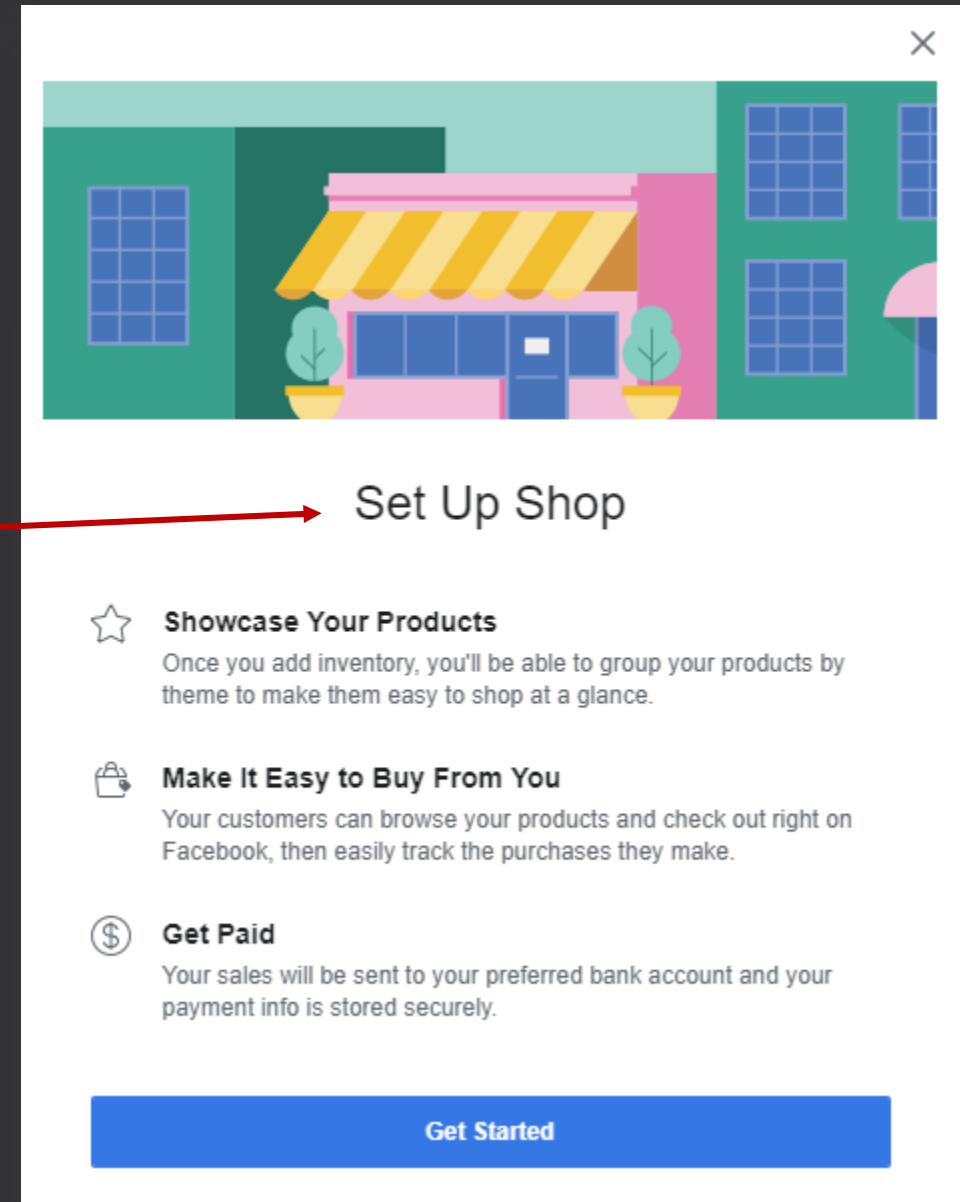 Set Up Shop
Showcase Your Products
Once you add inventory, you'll be able to group your products by
theme to make them easy to shop at a glance.
Make It Easy to Buy From You
Your customers can browse your products and check out right on
Facebook, then easily track the purchases they make.
Get Paid
Your sales will be sent to your preferred bank account and your
payment info is stored securely.
Get Started